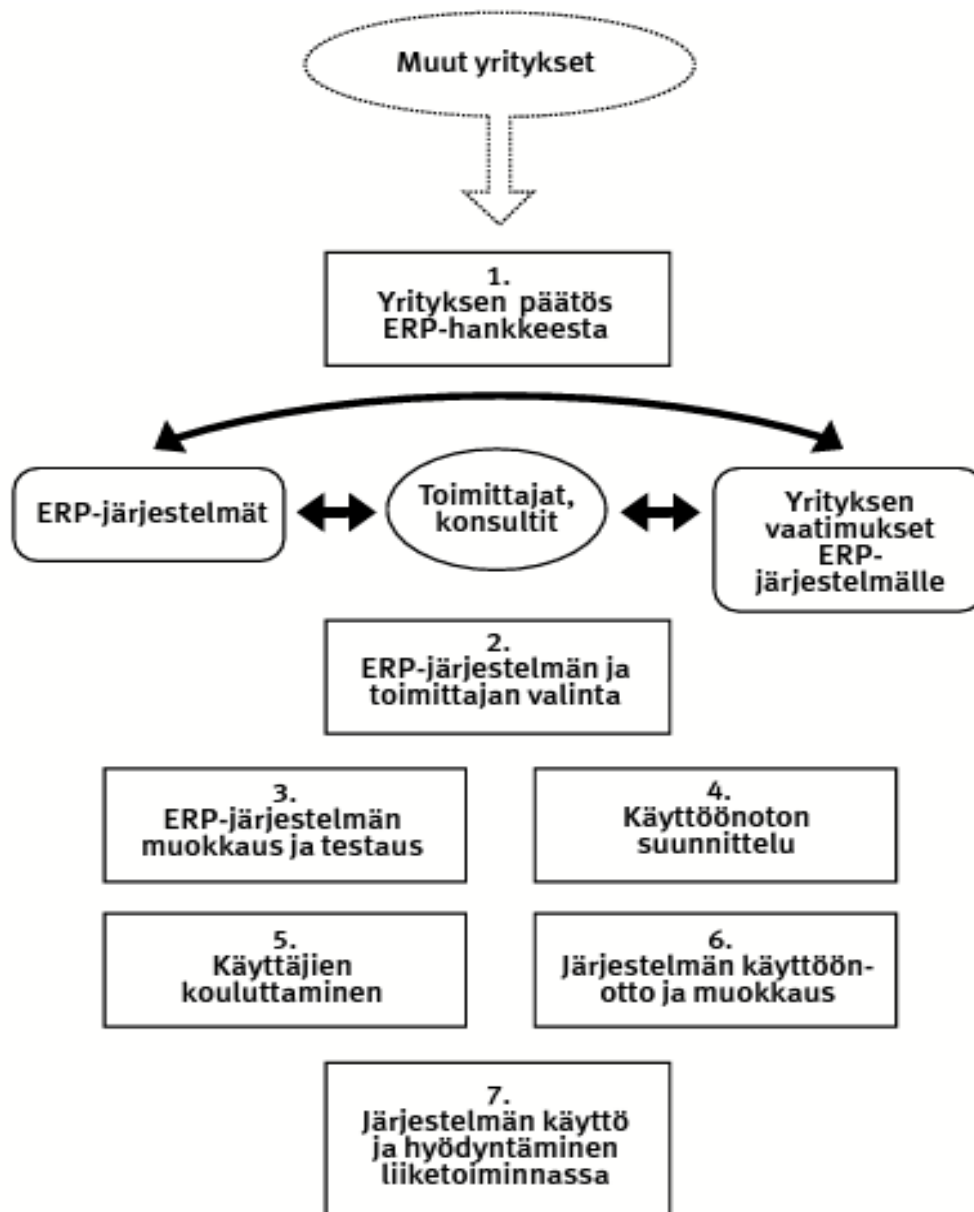 Muut yritykset
1.
Yrityksen päätös
ERP-hankkeesta
ERP-järjestelmät
Toimittajat,
konsultit
Yrityksen
vaatimukset
ERP-
järjestelmälle
2.
ERP-järjestelmän ja
toimittajan valinta
3.
ERP-järjestelmän
muokkaus ja testaus
4.
Käyttöönoton
suunnittelu
5.
Käyttäjien
kouluttaminen
6.
Järjestelmän käyttöön-
otto ja muokkaus
7.
Järjestelmän käyttö
ja hyödyntäminen
liiketoiminnassa